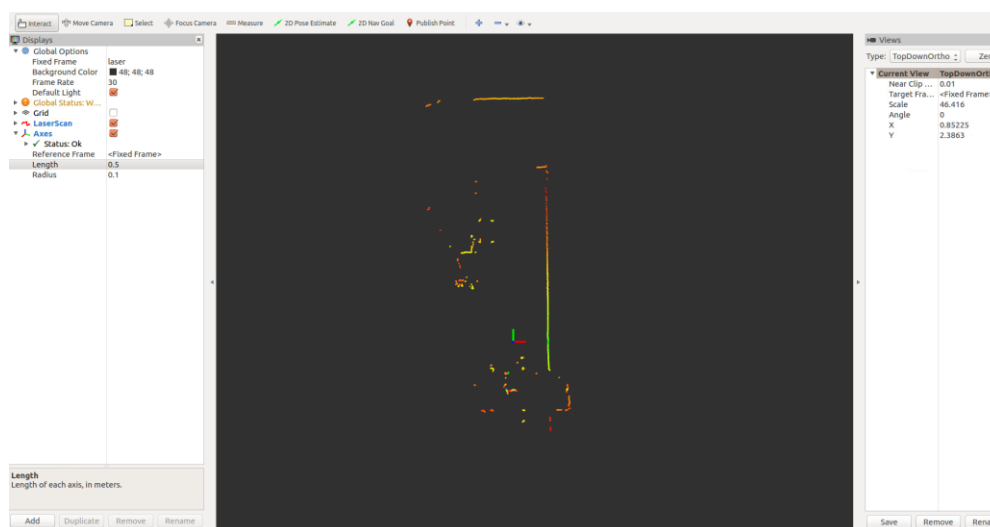 Interact Move Camera Select Focus Camera Measure 2D Pose Estimate 2D Nav Goal Publish Point
Displays
Global Options
Fixed Frame laser
Background Color 48; 48; 48
Frame Rate 30
Default Light
Global Status: W...
Grid
LaserScan
Axes
Status: Ok
Reference Frame <Fixed Frame>
Length 0.5
Radius 0.1
Length
Length of each axis, in meters.
Add Duplicate Remove Rename
Views
Type: TopDownOrtho Zer
Current View TopDownOrt
Near Clip ... 0.01
Target Fra... <Fixed Frame
Scale 46.416
Angle 0
X 0.85225
Y 2.3863
Save Remove Rena